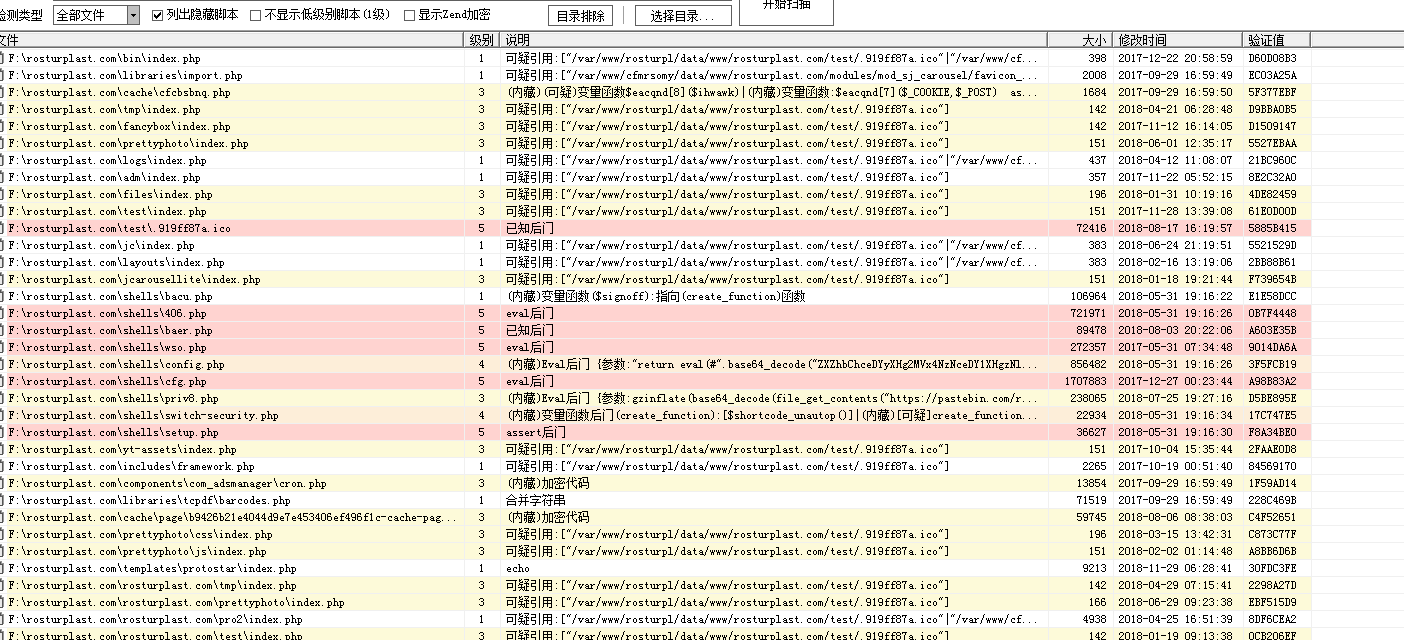 检测类型 全部文件 列出隐藏脚本 不显示低级别脚本(1级) 显示Zend加密 目录排除 选择目录... 开始扫描
文件 级别 说明 大小 修改时间 验证值
F:\rosturplast.com\bin\index.php 1 可疑引用:["/var/www/rosturpl/data/www/rosturplast.com/test/.919ff87a.ico"|"/var/www/cf... 398 2017-12-22 20:58:59 D60D08B3
F:\rosturplast.com\libraries\import.php 1 可疑引用:["/var/www/cfmrsomy/data/www/rosturplast.com/modules/mod_sj_carousel/favicon_... 2008 2017-09-29 16:59:49 EC03A25A
F:\rosturplast.com\cache\cfcbsbnq.php 3 (内藏)(可疑)变量函数$eacqnd[8]($ihwawk)|(内藏)变量函数:$eacqnd[7]($_COOKIE,$_POST) as... 1684 2017-09-29 16:59:50 5F377EBF
F:\rosturplast.com\tmp\index.php 3 可疑引用:["/var/www/rosturpl/data/www/rosturplast.com/test/.919ff87a.ico"] 142 2018-04-21 06:28:48 D9BBA0B5
F:\rosturplast.com\fancybox\index.php 3 可疑引用:["/var/www/rosturpl/data/www/rosturplast.com/test/.919ff87a.ico"] 142 2017-11-12 16:14:05 D1509147
F:\rosturplast.com\prettyphoto\index.php 3 可疑引用:["/var/www/rosturpl/data/www/rosturplast.com/test/.919ff87a.ico"] 151 2018-06-01 12:35:17 5527EBAA
F:\rosturplast.com\logs\index.php 1 可疑引用:["/var/www/rosturpl/data/www/rosturplast.com/test/.919ff87a.ico"|"/var/www/cf... 437 2018-04-12 11:08:07 21BC960C
F:\rosturplast.com\adm\index.php 1 可疑引用:["/var/www/rosturpl/data/www/rosturplast.com/test/.919ff87a.ico"] 357 2017-11-22 05:52:15 8E2C32A0
F:\rosturplast.com\files\index.php 3 可疑引用:["/var/www/rosturpl/data/www/rosturplast.com/test/.919ff87a.ico"] 196 2018-01-31 10:19:16 4DE82459
F:\rosturplast.com\test\index.php 3 可疑引用:["/var/www/rosturpl/data/www/rosturplast.com/test/.919ff87a.ico"] 151 2017-11-28 13:39:08 61E0D00D
F:\rosturplast.com\test\.919ff87a.ico 5 已知后门 72416 2018-08-17 16:19:57 5885B415
F:\rosturplast.com\jc\index.php 1 可疑引用:["/var/www/rosturpl/data/www/rosturplast.com/test/.919ff87a.ico"|"/var/www/cf... 383 2018-06-24 21:19:51 5521529D
F:\rosturplast.com\layouts\index.php 1 可疑引用:["/var/www/rosturpl/data/www/rosturplast.com/test/.919ff87a.ico"|"/var/www/cf... 383 2018-02-16 13:19:06 2BB88B61
F:\rosturplast.com\jcarousellite\index.php 3 可疑引用:["/var/www/rosturpl/data/www/rosturplast.com/test/.919ff87a.ico"] 151 2018-01-18 19:21:44 F739654B
F:\rosturplast.com\shells\bacu.php 1 (内藏)变量函数($signoff):指向(create_function)函数 106964 2018-05-31 19:16:22 E1E58DCC
F:\rosturplast.com\shells\406.php 5 eval后门 721971 2018-05-31 19:16:26 0B7F4448
F:\rosturplast.com\shells\baer.php 5 已知后门 89478 2018-08-03 20:22:06 A603E35B
F:\rosturplast.com\shells\wso.php 5 eval后门 272357 2017-05-31 07:34:48 9014DA6A
F:\rosturplast.com\shells\config.php 4 (内藏)Eval后门 {参数:"return eval(#".base64_decode("ZXZhbChceDYyXHg2MVx4NzNceDY1XHgzNl... 856482 2018-05-31 19:16:26 3F5FCB19
F:\rosturplast.com\shells\cfg.php 5 eval后门 1707883 2017-12-27 00:23:44 A98B83A2
F:\rosturplast.com\shells\priv8.php 3 (内藏)Eval后门 {参数:gzinflate(base64_decode(file_get_contents("https://pastebin.com/r... 238065 2018-07-25 19:27:16 D5BE895E
F:\rosturplast.com\shells\switch-security.php 4 (内藏)变量函数后门(create_function):[$shortcode_unautop()]|(内藏)[可疑]create_function... 22934 2018-05-31 19:16:34 17C747E5
F:\rosturplast.com\shells\setup.php 5 assert后门 36627 2018-05-31 19:16:30 F8A34BE0
F:\rosturplast.com\yt-assets\index.php 3 可疑引用:["/var/www/rosturpl/data/www/rosturplast.com/test/.919ff87a.ico"] 151 2017-10-04 15:35:44 2FAAE0D8
F:\rosturplast.com\includes\framework.php 1 可疑引用:["/var/www/rosturpl/data/www/rosturplast.com/test/.919ff87a.ico"] 2265 2017-10-19 00:51:40 84569170
F:\rosturplast.com\components\com_adsmanager\cron.php 3 (内藏)加密代码 13854 2017-09-29 16:59:49 1F59AD14
F:\rosturplast.com\libraries\tcpdf\barcodes.php 1 合并字符串 71519 2017-09-29 16:59:49 228C469B
F:\rosturplast.com\cache\page\b9426b21e4044d9e7e453406ef496f1c-cache-pag... 3 (内藏)加密代码 59745 2018-08-06 08:38:03 C4F52651
F:\rosturplast.com\prettyphoto\css\index.php 3 可疑引用:["/var/www/rosturpl/data/www/rosturplast.com/test/.919ff87a.ico"] 196 2018-03-15 13:42:31 C873C77F
F:\rosturplast.com\prettyphoto\js\index.php 3 可疑引用:["/var/www/rosturpl/data/www/rosturplast.com/test/.919ff87a.ico"] 151 2018-02-02 01:14:48 A8BB6D6B
F:\rosturplast.com\templates\protostar\index.php 1 echo 9213 2018-11-29 06:28:41 30FDC3FE
F:\rosturplast.com\rosturplast.com\tmp\index.php 3 可疑引用:["/var/www/rosturpl/data/www/rosturplast.com/test/.919ff87a.ico"] 142 2018-04-29 07:15:41 2298A27D
F:\rosturplast.com\rosturplast.com\prettyphoto\index.php 3 可疑引用:["/var/www/rosturpl/data/www/rosturplast.com/test/.919ff87a.ico"] 166 2018-06-29 09:23:38 EBF515D9
F:\rosturplast.com\rosturplast.com\pro2\index.php 1 可疑引用:["/var/www/rosturpl/data/www/rosturplast.com/test/.919ff87a.ico"|"/var/www/cf... 4938 2018-04-25 16:51:39 8DF6CEA2
F:\rosturplast.com\rosturplast.com\test\index.php 3 可疑引用:["/var/www/rosturpl/data/www/rosturplast.com/test/.919ff87a.ico"] 142 2018-01-19 09:13:38 0CB206EF